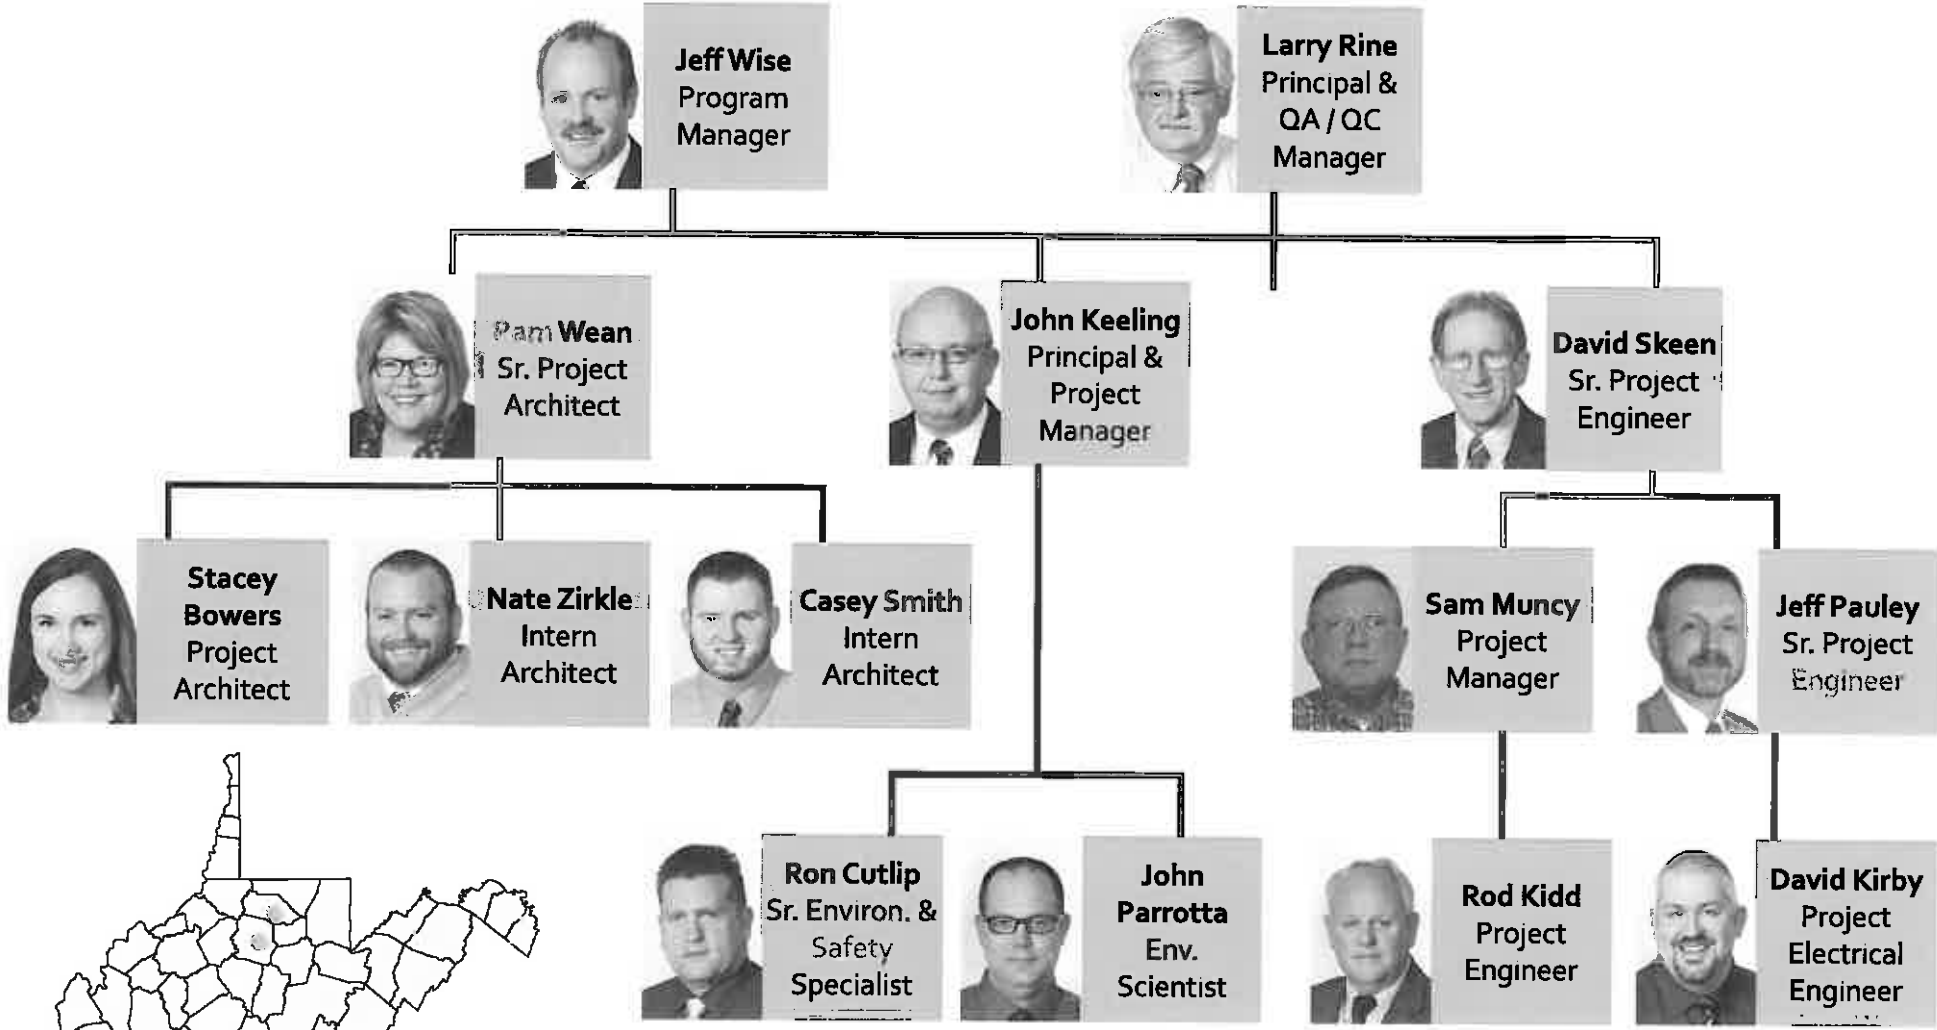 Jeff Wise
Program
Manager
Larry Rine
Principal &
QA / QC
Manager
Pam Wean
Sr. Project
Architect
John Keeling
Principal &
Project
Manager
David Skeen
Sr. Project
Engineer
Stacey
Bowers
Project
Architect
Nate Zirkle
Intern
Architect
Casey Smith
Intern
Architect
Sam Muncy
Project
Manager
Jeff Pauley
Sr. Project
Engineer
Ron Cutlip
Sr. Environ. &
Safety
Specialist
John
Parrotta
Env.
Scientist
Rod Kidd
Project
Engineer
David Kirby
Project
Electrical
Engineer